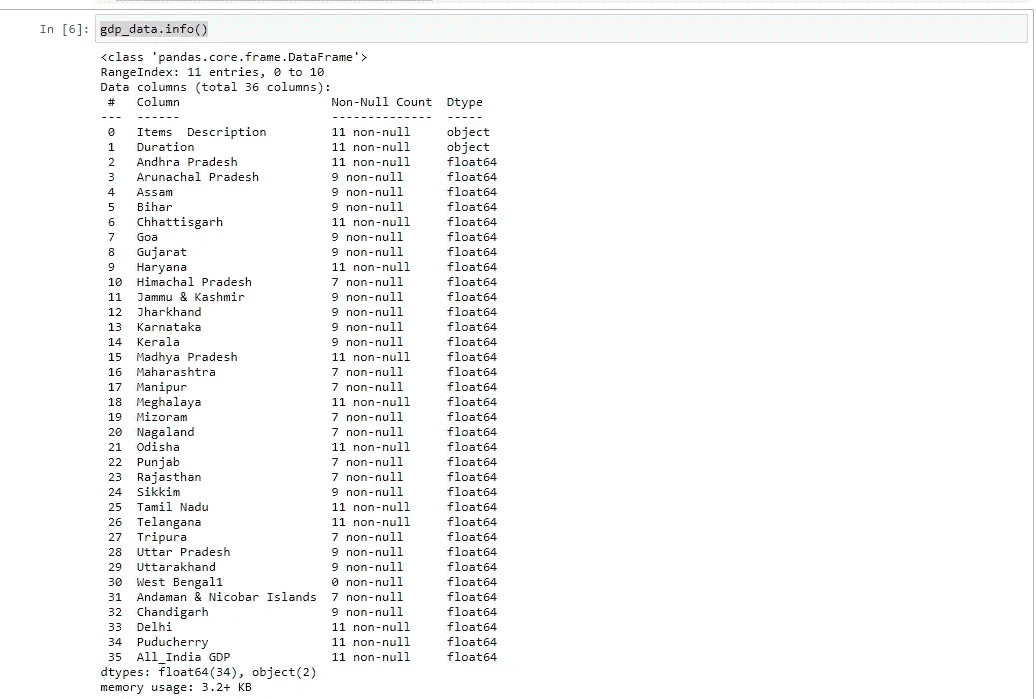 In [6]: gdp_data.info()
<class 'pandas.core.frame.DataFrame'>
RangeIndex: 11 entries, 0 to 10
Data columns (total 36 columns):
 #   Column                     Non-Null Count  Dtype
---  ------                     --------------  -----
 0   Items  Description         11 non-null     object
 1   Duration                   11 non-null     object
 2   Andhra Pradesh             11 non-null     float64
 3   Arunachal Pradesh          9 non-null      float64
 4   Assam                      9 non-null      float64
 5   Bihar                      9 non-null      float64
 6   Chhattisgarh               11 non-null     float64
 7   Goa                        9 non-null      float64
 8   Gujarat                    9 non-null      float64
 9   Haryana                    11 non-null     float64
 10  Himachal Pradesh           7 non-null      float64
 11  Jammu & Kashmir            9 non-null      float64
 12  Jharkhand                  9 non-null      float64
 13  Karnataka                  9 non-null      float64
 14  Kerala                     9 non-null      float64
 15  Madhya Pradesh             11 non-null     float64
 16  Maharashtra                7 non-null      float64
 17  Manipur                    7 non-null      float64
 18  Meghalaya                  11 non-null     float64
 19  Mizoram                    7 non-null      float64
 20  Nagaland                   7 non-null      float64
 21  Odisha                     11 non-null     float64
 22  Punjab                     7 non-null      float64
 23  Rajasthan                  7 non-null      float64
 24  Sikkim                     9 non-null      float64
 25  Tamil Nadu                 11 non-null     float64
 26  Telangana                  11 non-null     float64
 27  Tripura                    7 non-null      float64
 28  Uttar Pradesh              9 non-null      float64
 29  Uttarakhand                9 non-null      float64
 30  West Bengal1               0 non-null      float64
 31  Andaman & Nicobar Islands  7 non-null      float64
 32  Chandigarh                 9 non-null      float64
 33  Delhi                      11 non-null     float64
 34  Puducherry                 11 non-null     float64
 35  All_India GDP              11 non-null     float64
dtypes: float64(34), object(2)
memory usage: 3.2+ KB